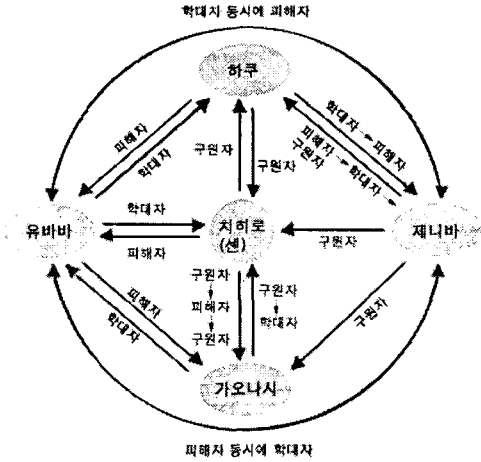 학대자 동시에 피해자
하쿠
피해자
학대자
구원자
구원자
학대자→피해자
피해자→학대자
구원자
유바바
학대자
피해자
치히로
(센)
구원자
제니바
피해자
학대자
구원자
피해자
구원자
구원자
학대자
구원자
가오나시
피해자 동시에 학대자